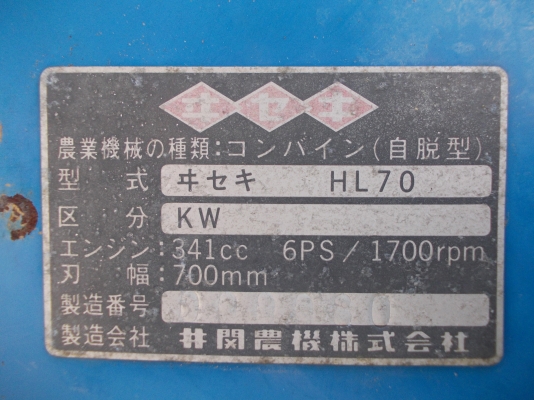 ヰセキ
農業機械の種類:コンバイン(自脱型)
型 式 ヰセキ HL70
区 分 KW
エンジン:341cc 6PS/1700rpm
刃 幅:700mm
製造番号
製造会社 井関農機株式会社